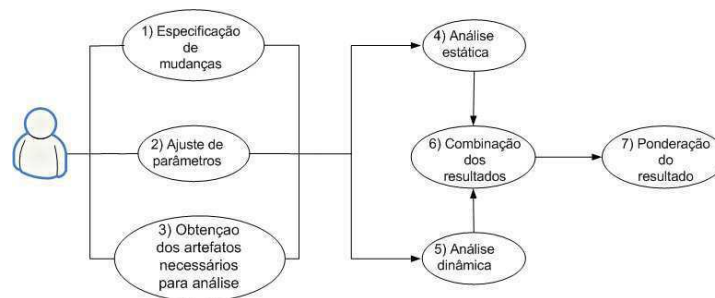 1) Especificação
de
mudanças
2) Ajuste de
parâmetros
3) Obtençao
dos artefatos
necessários
para análise
4) Análise
estática
5) Análise
dinâmica
6) Combinação
dos
resultados
7) Ponderação
do
resultado